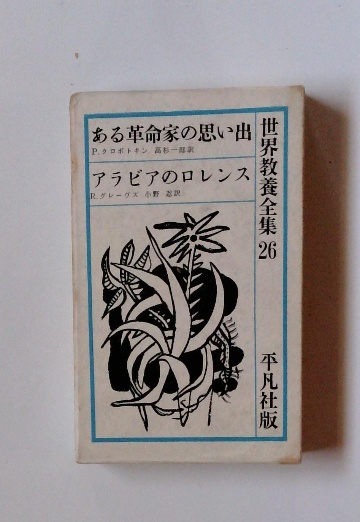 ある革命家の思い出
P.クロポトキン 高杉一郎訳
アラビアのロレンス
R.グレーヴス 小野 忍訳
世界教養全集26
平凡社版